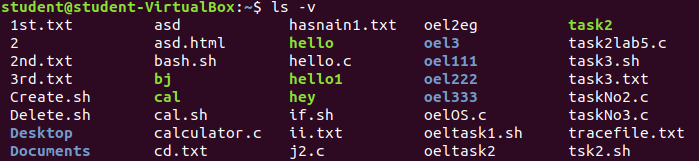 student@student-VirtualBox:~$ ls -v
1st.txt asd hasnain1.txt oel2eg task2
2 asd.html hello oel3 task2lab5.c
2nd.txt bash.sh hello.c oel111 task3.sh
3rd.txt bj hello1 oel222 task3.txt
Create.sh cal hey oel333 taskNo2.c
Delete.sh cal.sh if.sh oelOS.c taskNo3.c
Desktop calculator.c ii.txt oeltask1.sh tracefile.txt
Documents cd.txt j2.c oeltask2 tsk2.sh